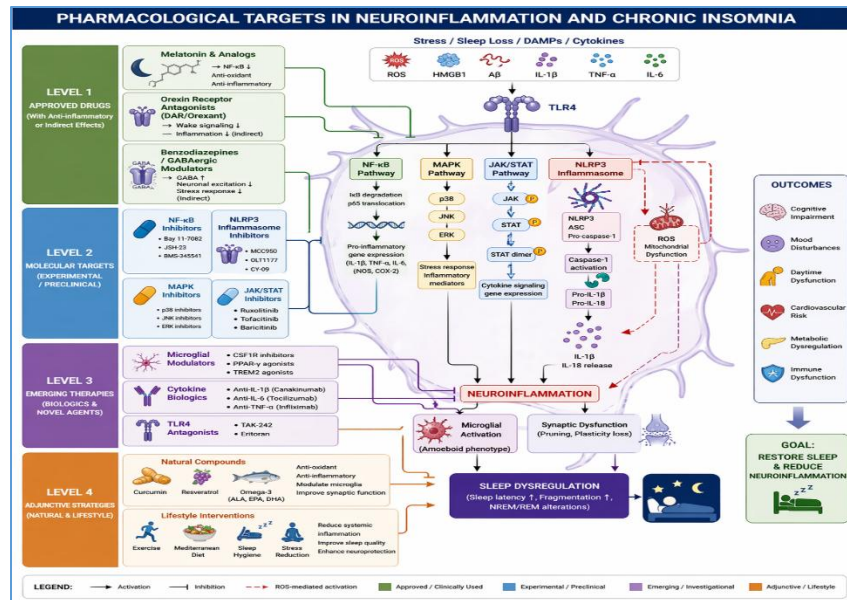 PHARMACOLOGICAL TARGETS IN NEUROINFLAMMATION AND CHRONIC INSOMNIA
LEVEL 1
APPROVED DRUGS
(With Anti-inflammatory
or Indirect Effects)
Melatonin & Analogs
→ NF-κB ↓
Anti-oxidant
Anti-inflammatory
Orexin Receptor
Antagonists
(DAR/Orexant)
→ Wake signaling ↓
Inflammation ↓ (Indirect)
Benzodiazepines /
GABAergic
Modulators
GABA
GABA
→ GABA ↑
Neuronal excitation ↓
Stress response ↓
(Indirect)
LEVEL 2
MOLECULAR TARGETS
(EXPERIMENTAL
/ PRECLINICAL)
NF-κB
Inhibitors
• Bay 11-7082
• JSH-23
• BMS-345541
NLRP3
Inflammasome
Inhibitors
• MCC950
• OLT1177
• CY-09
MAPK
Inhibitors
• p38 inhibitors
• JNK inhibitors
• ERK inhibitors
JAK/STAT
Inhibitors
• Ruxolitinib
• Tofacitinib
• Baricitinib
LEVEL 3
EMERGING THERAPIES
(BIOLOGICS &
NOVEL AGENTS)
Microglial
Modulators
• CSF1R inhibitors
• PPAR-γ agonists
• TREM2 agonists
Cytokine
Biologics
• Anti-IL-1β (Canakinumab)
• Anti-IL-6 (Tocilizumab)
• Anti-TNF-α (Infliximab)
TLR4
Antagonists
• TAK-242
• Eritoran
LEVEL 4
ADJUNCTIVE STRATEGIES
(NATURAL & LIFESTYLE)
Natural Compounds
Curcumin
Resveratrol
Omega-3
(ALA, EPA, DHA)
Anti-oxidant
Anti-inflammatory
Modulate microglia
Improve synaptic function
Lifestyle Interventions
Exercise
Mediterranean
Diet
Sleep
Hygiene
Stress
Reduction
Reduce systemic
inflammation
Improve sleep quality
Enhance neuroprotection
Stress / Sleep Loss / DAMPs / Cytokines
ROS
ROS
HMGB1
Aβ
IL-1β
TNF-α
IL-6
TLR4
NF-κB
Pathway
IκB degradation
p65 translocation
Pro-inflammatory
gene expression
(IL-1β, TNF-α, IL-6,
(NOS, COX-2)
MAPK
Pathway
p38
JNK
ERK
Stress response
Inflammatory
mediators
JAK/STAT
Pathway
JAK P
STAT P
STAT dimer P
Cytokine signaling
gene expression
NLRP3
Inflammasome
NLRP3
ASC
Pro-caspase-1
Caspase-1
activation
Pro-IL-1β
Pro-IL-18
IL-1β
IL-18 release
ROS
Mitochondrial
Dysfunction
NEUROINFLAMMATION
Microglial
Activation
(Amoeboid phenotype)
Synaptic Dysfunction
(Pruning, Plasticity loss)
SLEEP DYSREGULATION
(Sleep latency ↑, Fragmentation ↑,
NREM/REM alterations)
OUTCOMES
Cognitive
Impairment
Mood
Disturbances
Daytime
Dysfunction
Cardiovascular
Risk
Metabolic
Dysregulation
Immune
Dysfunction
GOAL:
RESTORE SLEEP
& REDUCE
NEUROINFLAMMATION
LEGEND:
Activation
Inhibition
ROS-mediated activation
Approved / Clinically Used
Experimental / Preclinical
Emerging / Investigational
Adjunctive / Lifestyle